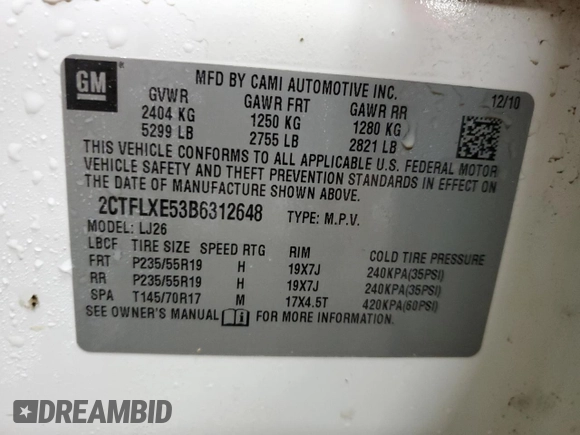 GM
MFD BY CAMI AUTOMOTIVE INC.
12/10
GVWR GAWR FRT GAWR RR
2404 KG 1250 KG 1280 KG
5299 LB 2755 LB 2821 LB
THIS VEHICLE CONFORMS TO ALL APPLICABLE U.S. FEDERAL MOTOR
VEHICLE SAFETY AND THEFT PREVENTION STANDARDS IN EFFECT ON
THE DATE OF MANUFACTURE SHOWN ABOVE.
2CTFLXE53B6312648 TYPE: M.P.V.
MODEL: LJ26
LBCF TIRE SIZE SPEED RTG RIM COLD TIRE PRESSURE
FRT P235/55R19 H 19X7J 240KPA(35PSI)
RR P235/55R19 H 19X7J 240KPA(35PSI)
SPA T145/70R17 M 17X4.5T 420KPA(60PSI)
SEE OWNER'S MANUAL FOR MORE INFORMATION.
DREAMBID
DREAMBID.COM